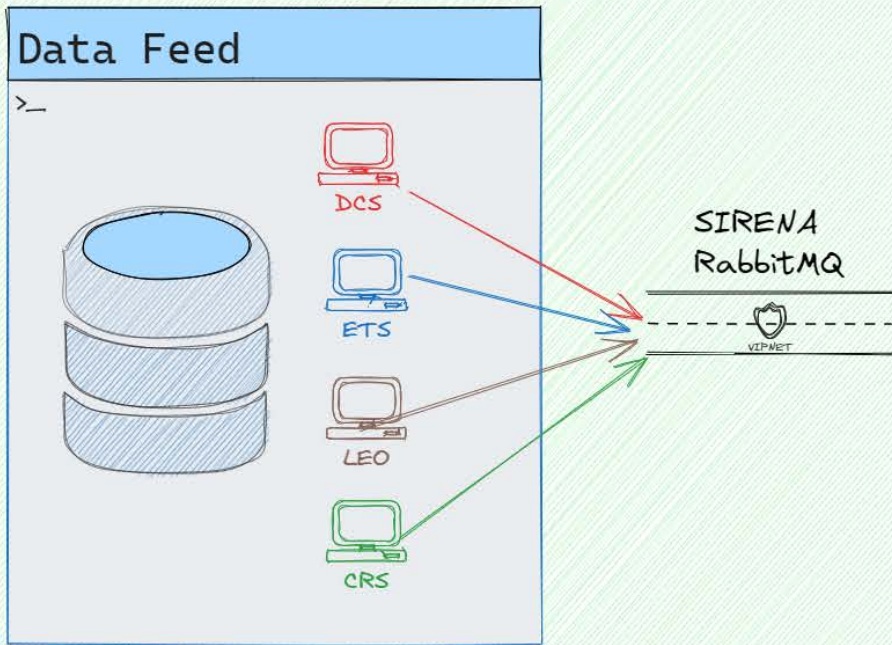 Data Feed
>_
DCS
ETS
LEO
CRS
SIRENA
RabbitMQ
VIPNET